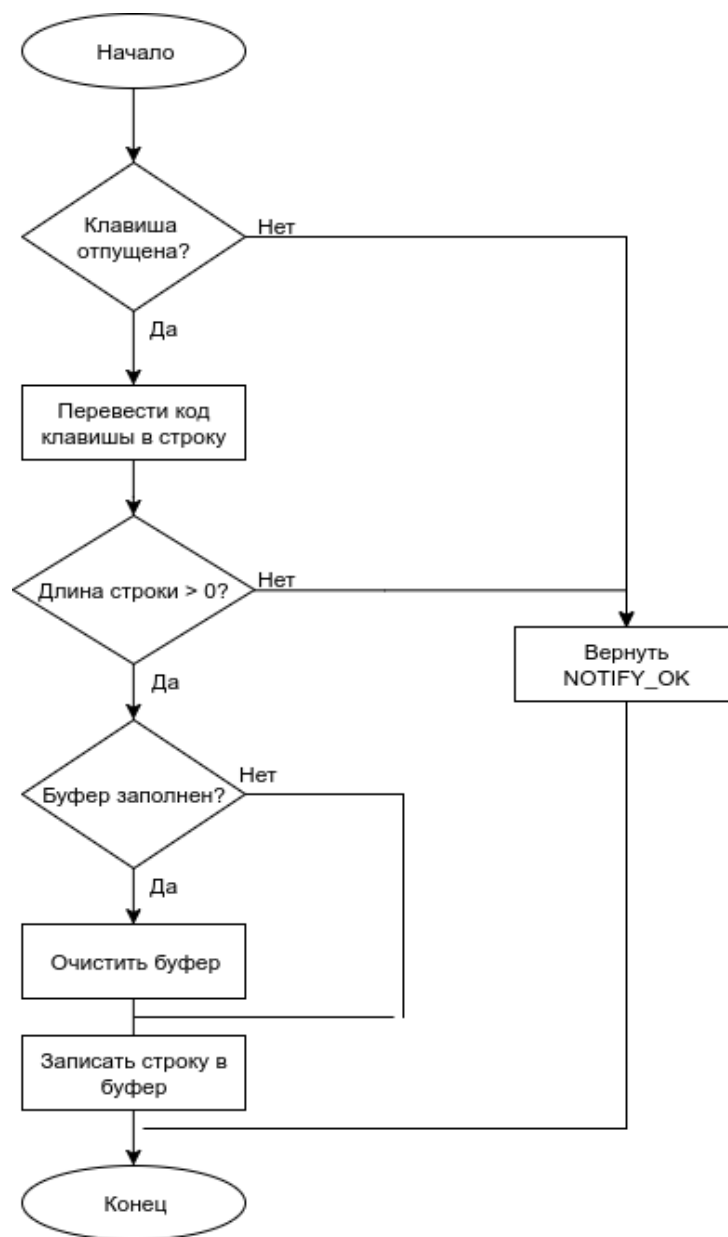 Начало
Клавиша
отпущена?
Нет
Да
Перевести код
клавишы в строку
Длина строки > 0?
Нет
Вернуть
NOTIFY_OK
Да
Буфер заполнен?
Нет
Да
Очистить буфер
Записать строку в
буфер
Конец